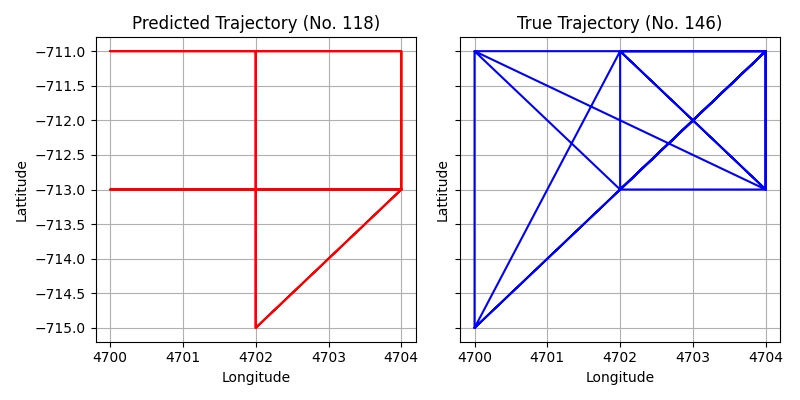 Predicted Trajectory (No. 118)
True Trajectory (No. 146)
Lattitude
−711.0
−711.5
−712.0
−712.5
−713.0
−713.5
−714.0
−714.5
−715.0
4700 4701 4702 4703 4704
Longitude
Lattitude
4700 4701 4702 4703 4704
Longitude